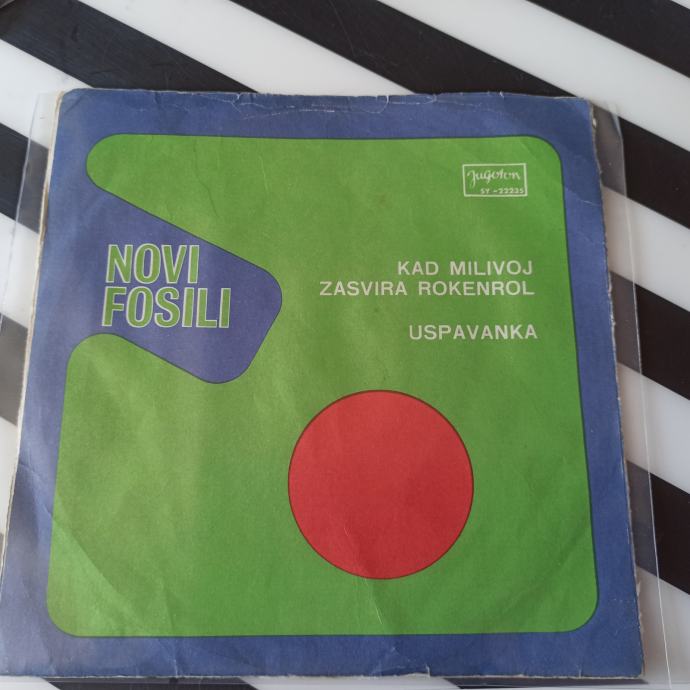 Jugoton
SY-22235
NOVI
FOSILI
KAD MILIVOJ
ZASVIRA ROKENROL
USPAVANKA